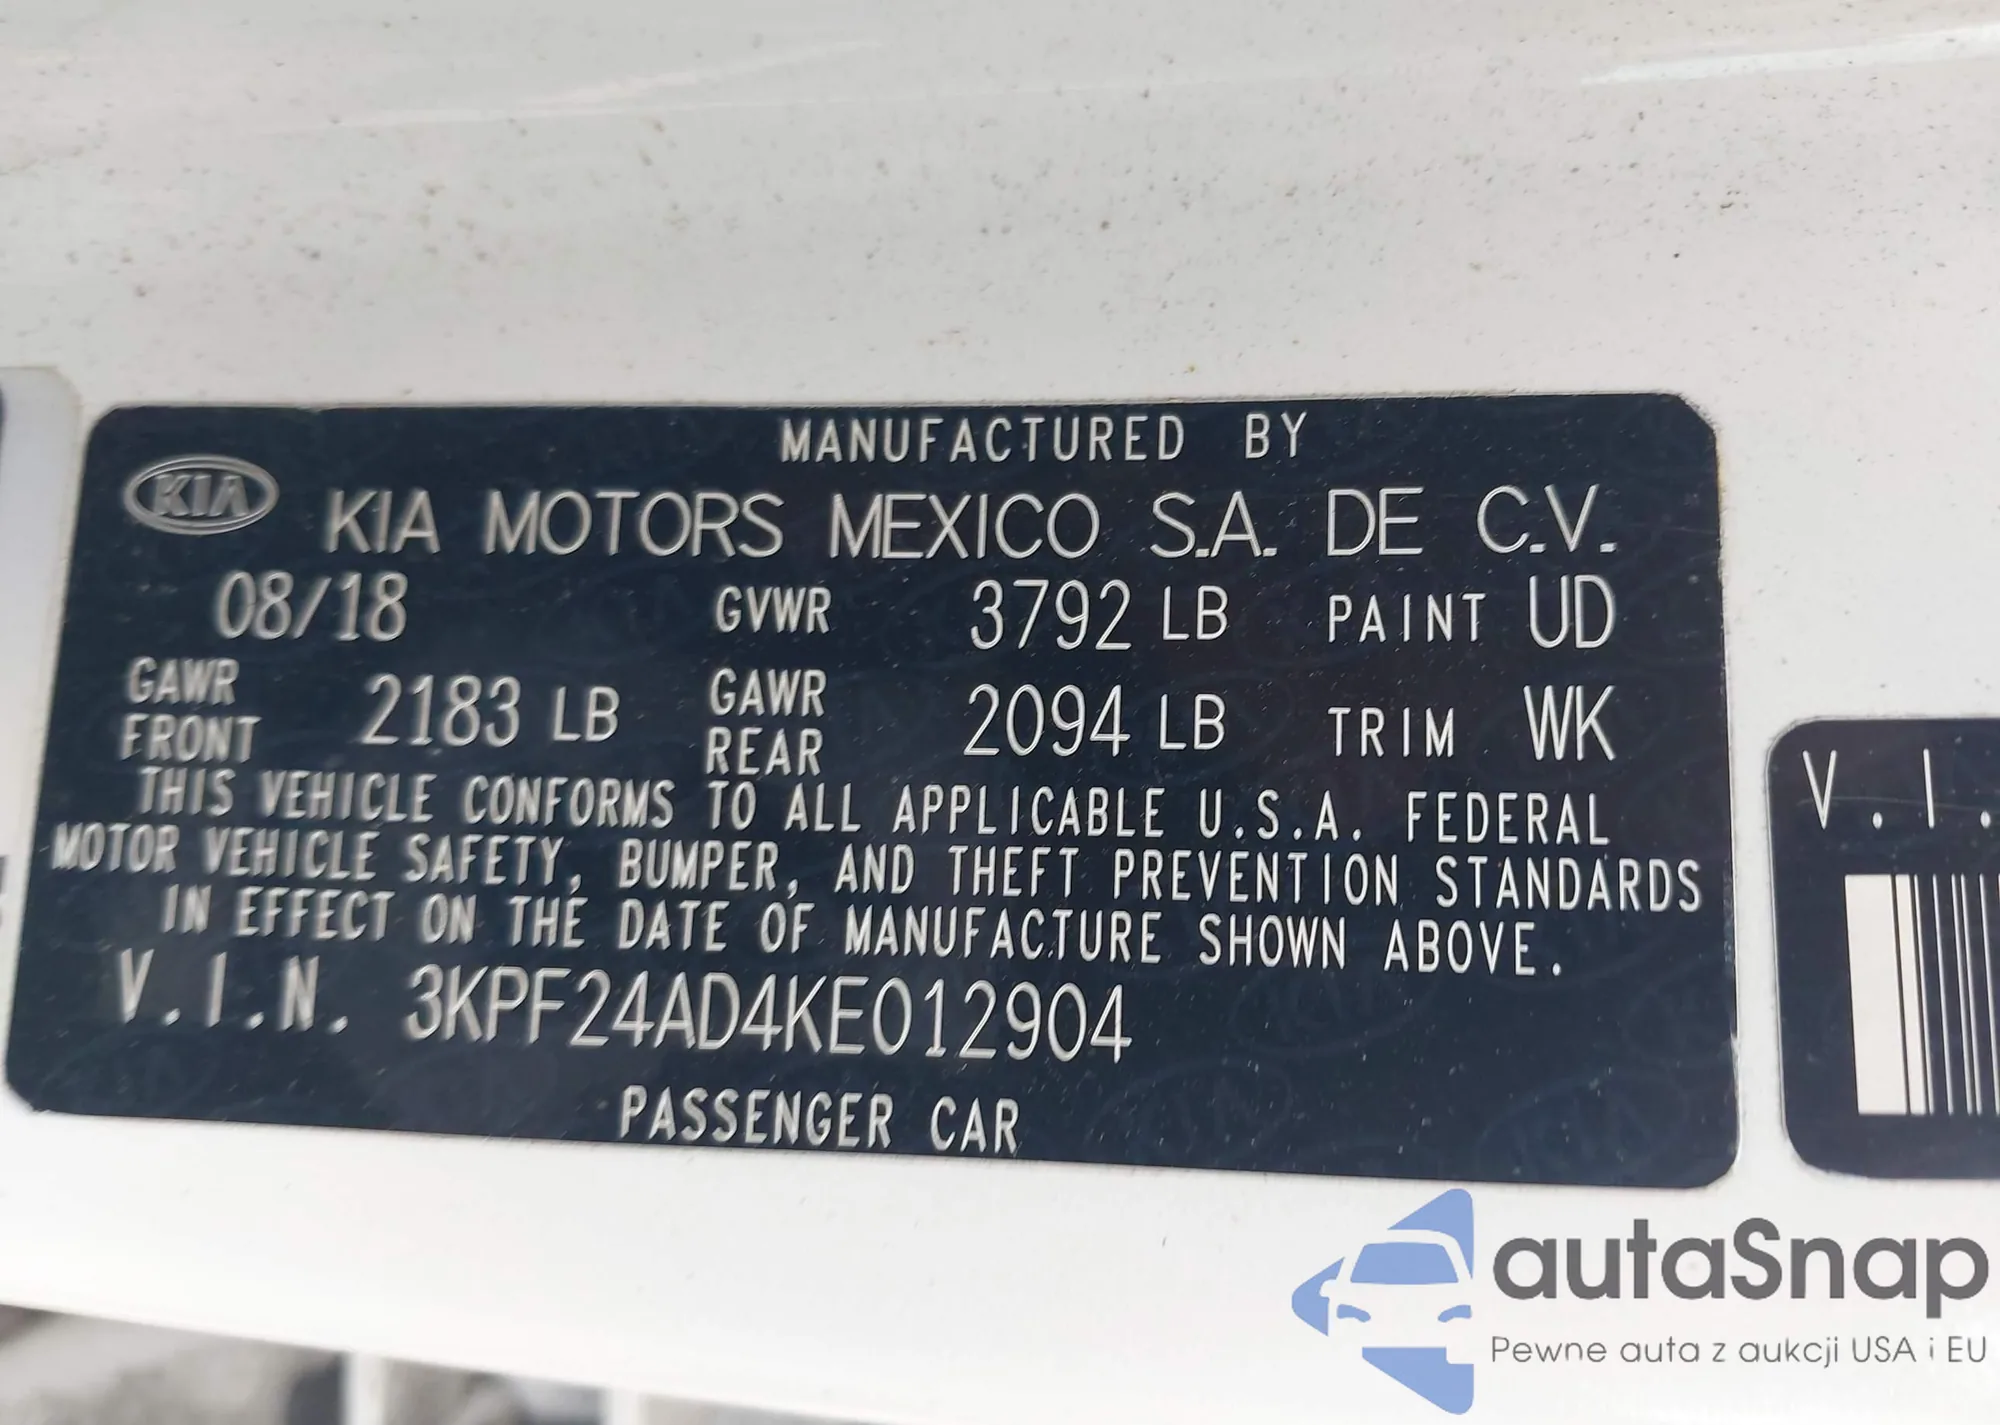 MANUFACTURED BY
KIA KIA MOTORS MEXICO S.A. DE C.V.
08/18 GVWR 3792 LB PAINT UD
GAWR FRONT 2183 LB GAWR REAR 2094 LB TRIM WK
THIS VEHICLE CONFORMS TO ALL APPLICABLE U.S.A. FEDERAL
MOTOR VEHICLE SAFETY, BUMPER, AND THEFT PREVENTION STANDARDS
IN EFFECT ON THE DATE OF MANUFACTURE SHOWN ABOVE.
V.I.N. 3KPF24AD4KE012904
PASSENGER CAR
V.I.
autaSnap
Pewne auta z aukcji USA i EU